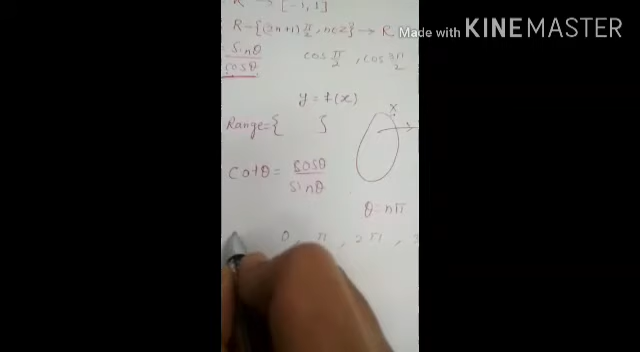 R → [-1, 1]
Made with KINEMASTER
R - {(2n+1) π/2, n∈Z} → R
sinθ
cosθ
cos π/2 , cos 3π/2
y = f(x)
x
Range = { }
cotθ = cosθ
sinθ
θ = nπ
0 , π , 2π , 3